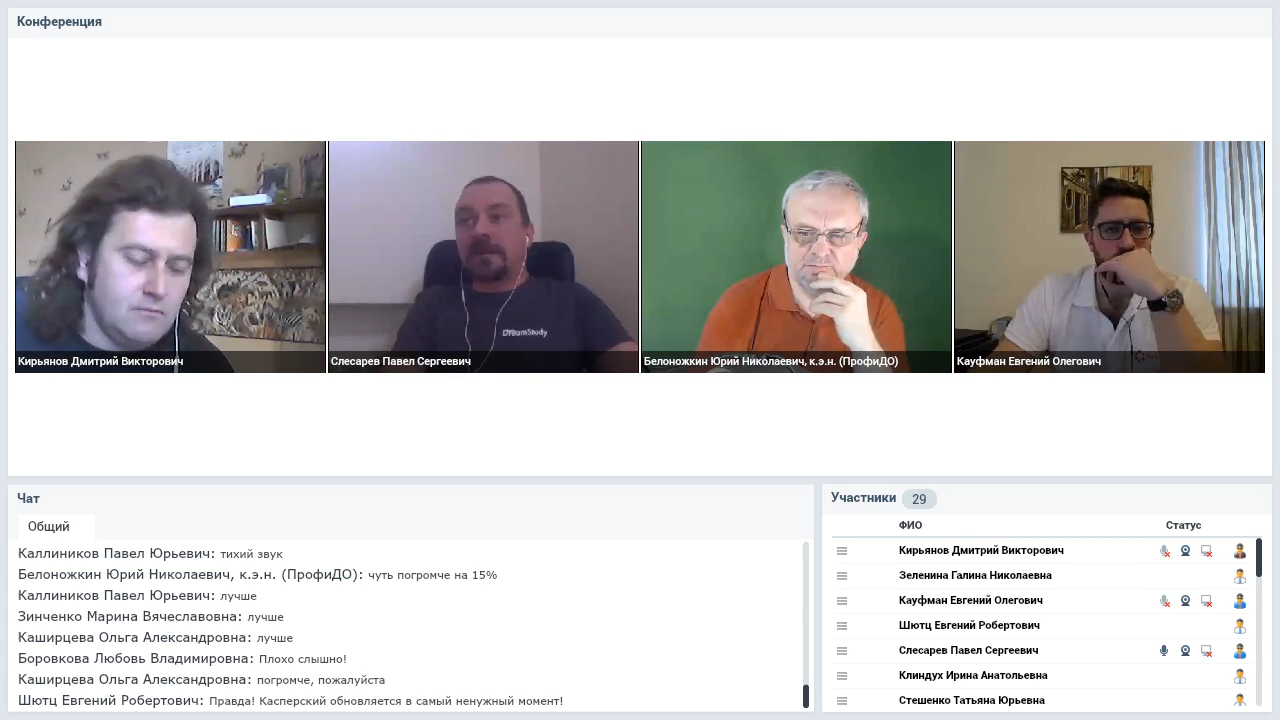 Конференция
Кирьянов Дмитрий Викторович
Слесарев Павел Сергеевич
DreamStudy
Белоножкин Юрий Николаевич, к.э.н. (ПрофиДО)
Кауфман Евгений Олегович
Чат
Общий
Каллиников Павел Юрьевич: тихий звук
Белоножкин Юрий Николаевич, к.э.н. (ПрофиДО): чуть погромче на 15%
Каллиников Павел Юрьевич: лучше
Зинченко Марина Вячеславовна: лучше
Каширцева Ольга Александровна: лучше
Боровкова Любовь Владимировна: Плохо слышно!
Каширцева Ольга Александровна: погромче, пожалуйста
Шютц Евгений Робертович: Правда! Касперский обновляется в самый ненужный момент!
Участники 29
ФИО Статус
Кирьянов Дмитрий Викторович
Зеленина Галина Николаевна
Кауфман Евгений Олегович
Шютц Евгений Робертович
Слесарев Павел Сергеевич
Клиндух Ирина Анатольевна
Стешенко Татьяна Юрьевна